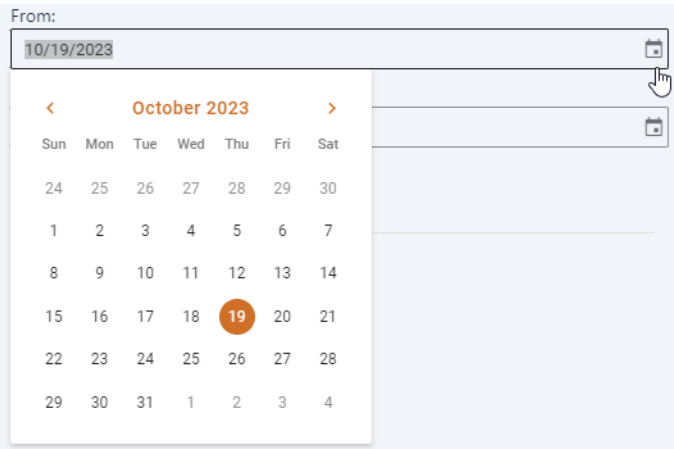 From:
10/19/2023
October 2023
Sun Mon Tue Wed Thu Fri Sat
24 25 26 27 28 29 30
1 2 3 4 5 6 7
8 9 10 11 12 13 14
15 16 17 18 19 20 21
22 23 24 25 26 27 28
29 30 31 1 2 3 4